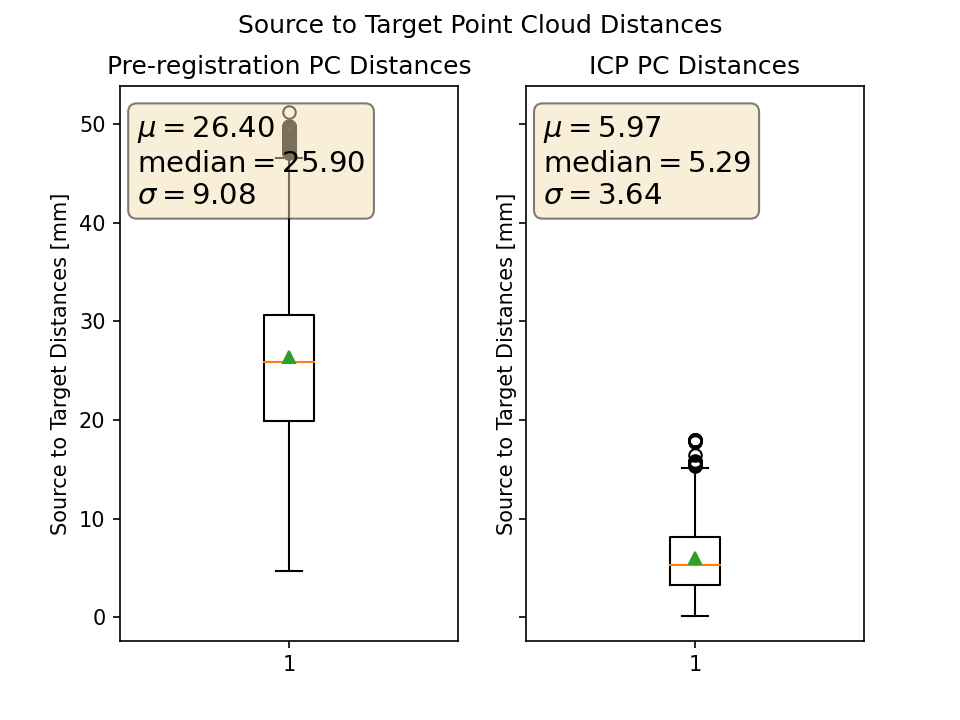 Source to Target Point Cloud Distances
Pre-registration PC Distances
Source to Target Distances [mm]
50
40
30
20
10
0
μ = 26.40
median = 25.90
σ = 9.08
1
ICP PC Distances
Source to Target Distances [mm]
μ = 5.97
median = 5.29
σ = 3.64
1